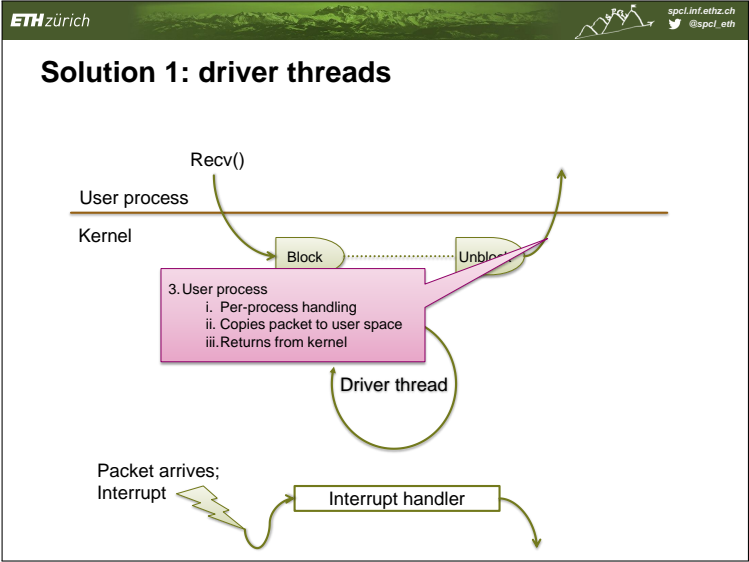 ETH zürich
spcl.inf.ethz.ch
@spcl_eth
Solution 1: driver threads
Recv()
User process
Kernel
Block
Unblock
3. User process
i. Per-process handling
ii. Copies packet to user space
iii. Returns from kernel
Driver thread
Packet arrives;
Interrupt
Interrupt handler